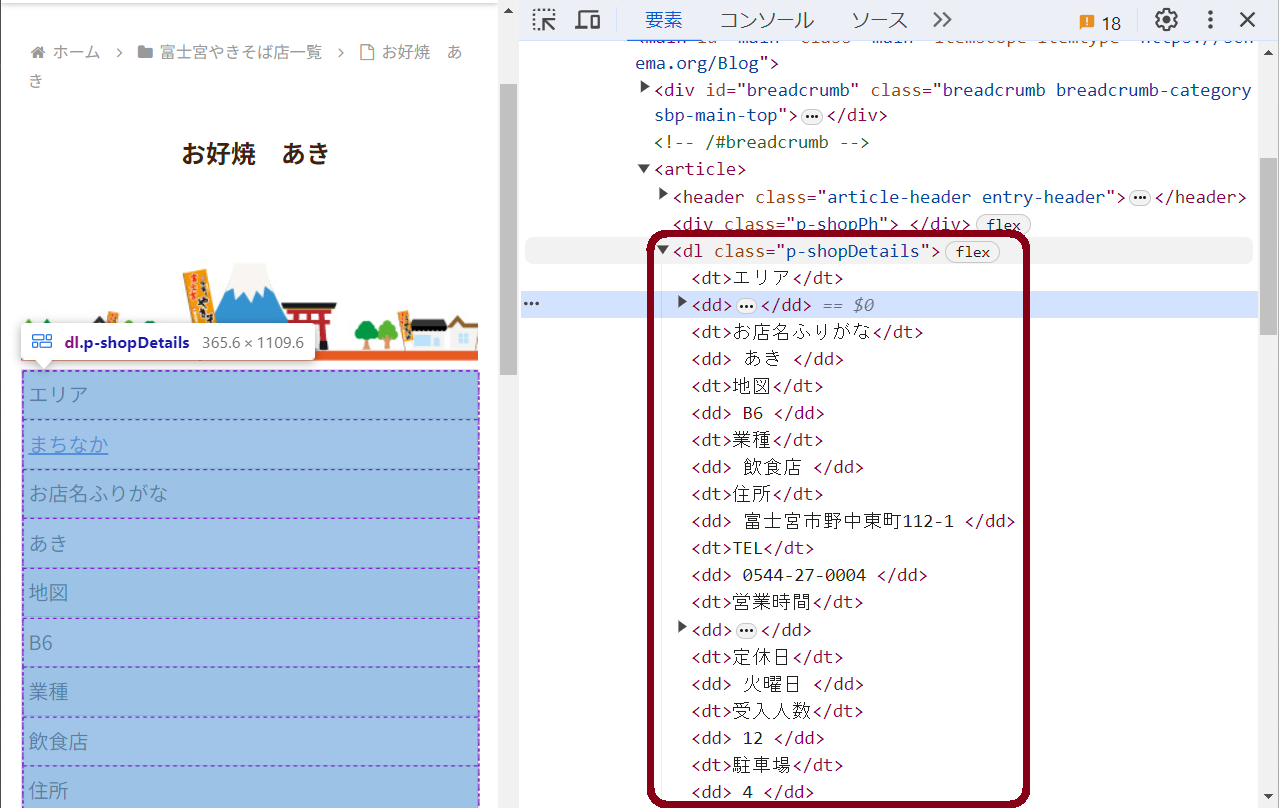 ホーム > 富士宮やきそば店一覧 > お好焼　あ
き
お好焼　あき
dl.p-shopDetails 365.6 × 1109.6
エリア
まちなか
お店名ふりがな
あき
地図
B6
業種
飲食店
住所
要素 コンソール ソース 18
ema.org/Blog">
<div id="breadcrumb" class="breadcrumb breadcrumb-category
sbp-main-top">…</div>
<!-- /#breadcrumb -->
<article>
<header class="article-header entry-header">…</header>
<div class="p-shopPh"> </div> flex
<dl class="p-shopDetails"> flex
<dt>エリア</dt>
<dd>…</dd> == $0
<dt>お店名ふりがな</dt>
<dd> あき </dd>
<dt>地図</dt>
<dd> B6 </dd>
<dt>業種</dt>
<dd> 飲食店 </dd>
<dt>住所</dt>
<dd> 富士宮市野中東町112-1 </dd>
<dt>TEL</dt>
<dd> 0544-27-0004 </dd>
<dt>営業時間</dt>
<dd>…</dd>
<dt>定休日</dt>
<dd> 火曜日 </dd>
<dt>受入人数</dt>
<dd> 12 </dd>
<dt>駐車場</dt>
<dd> 4 </dd>